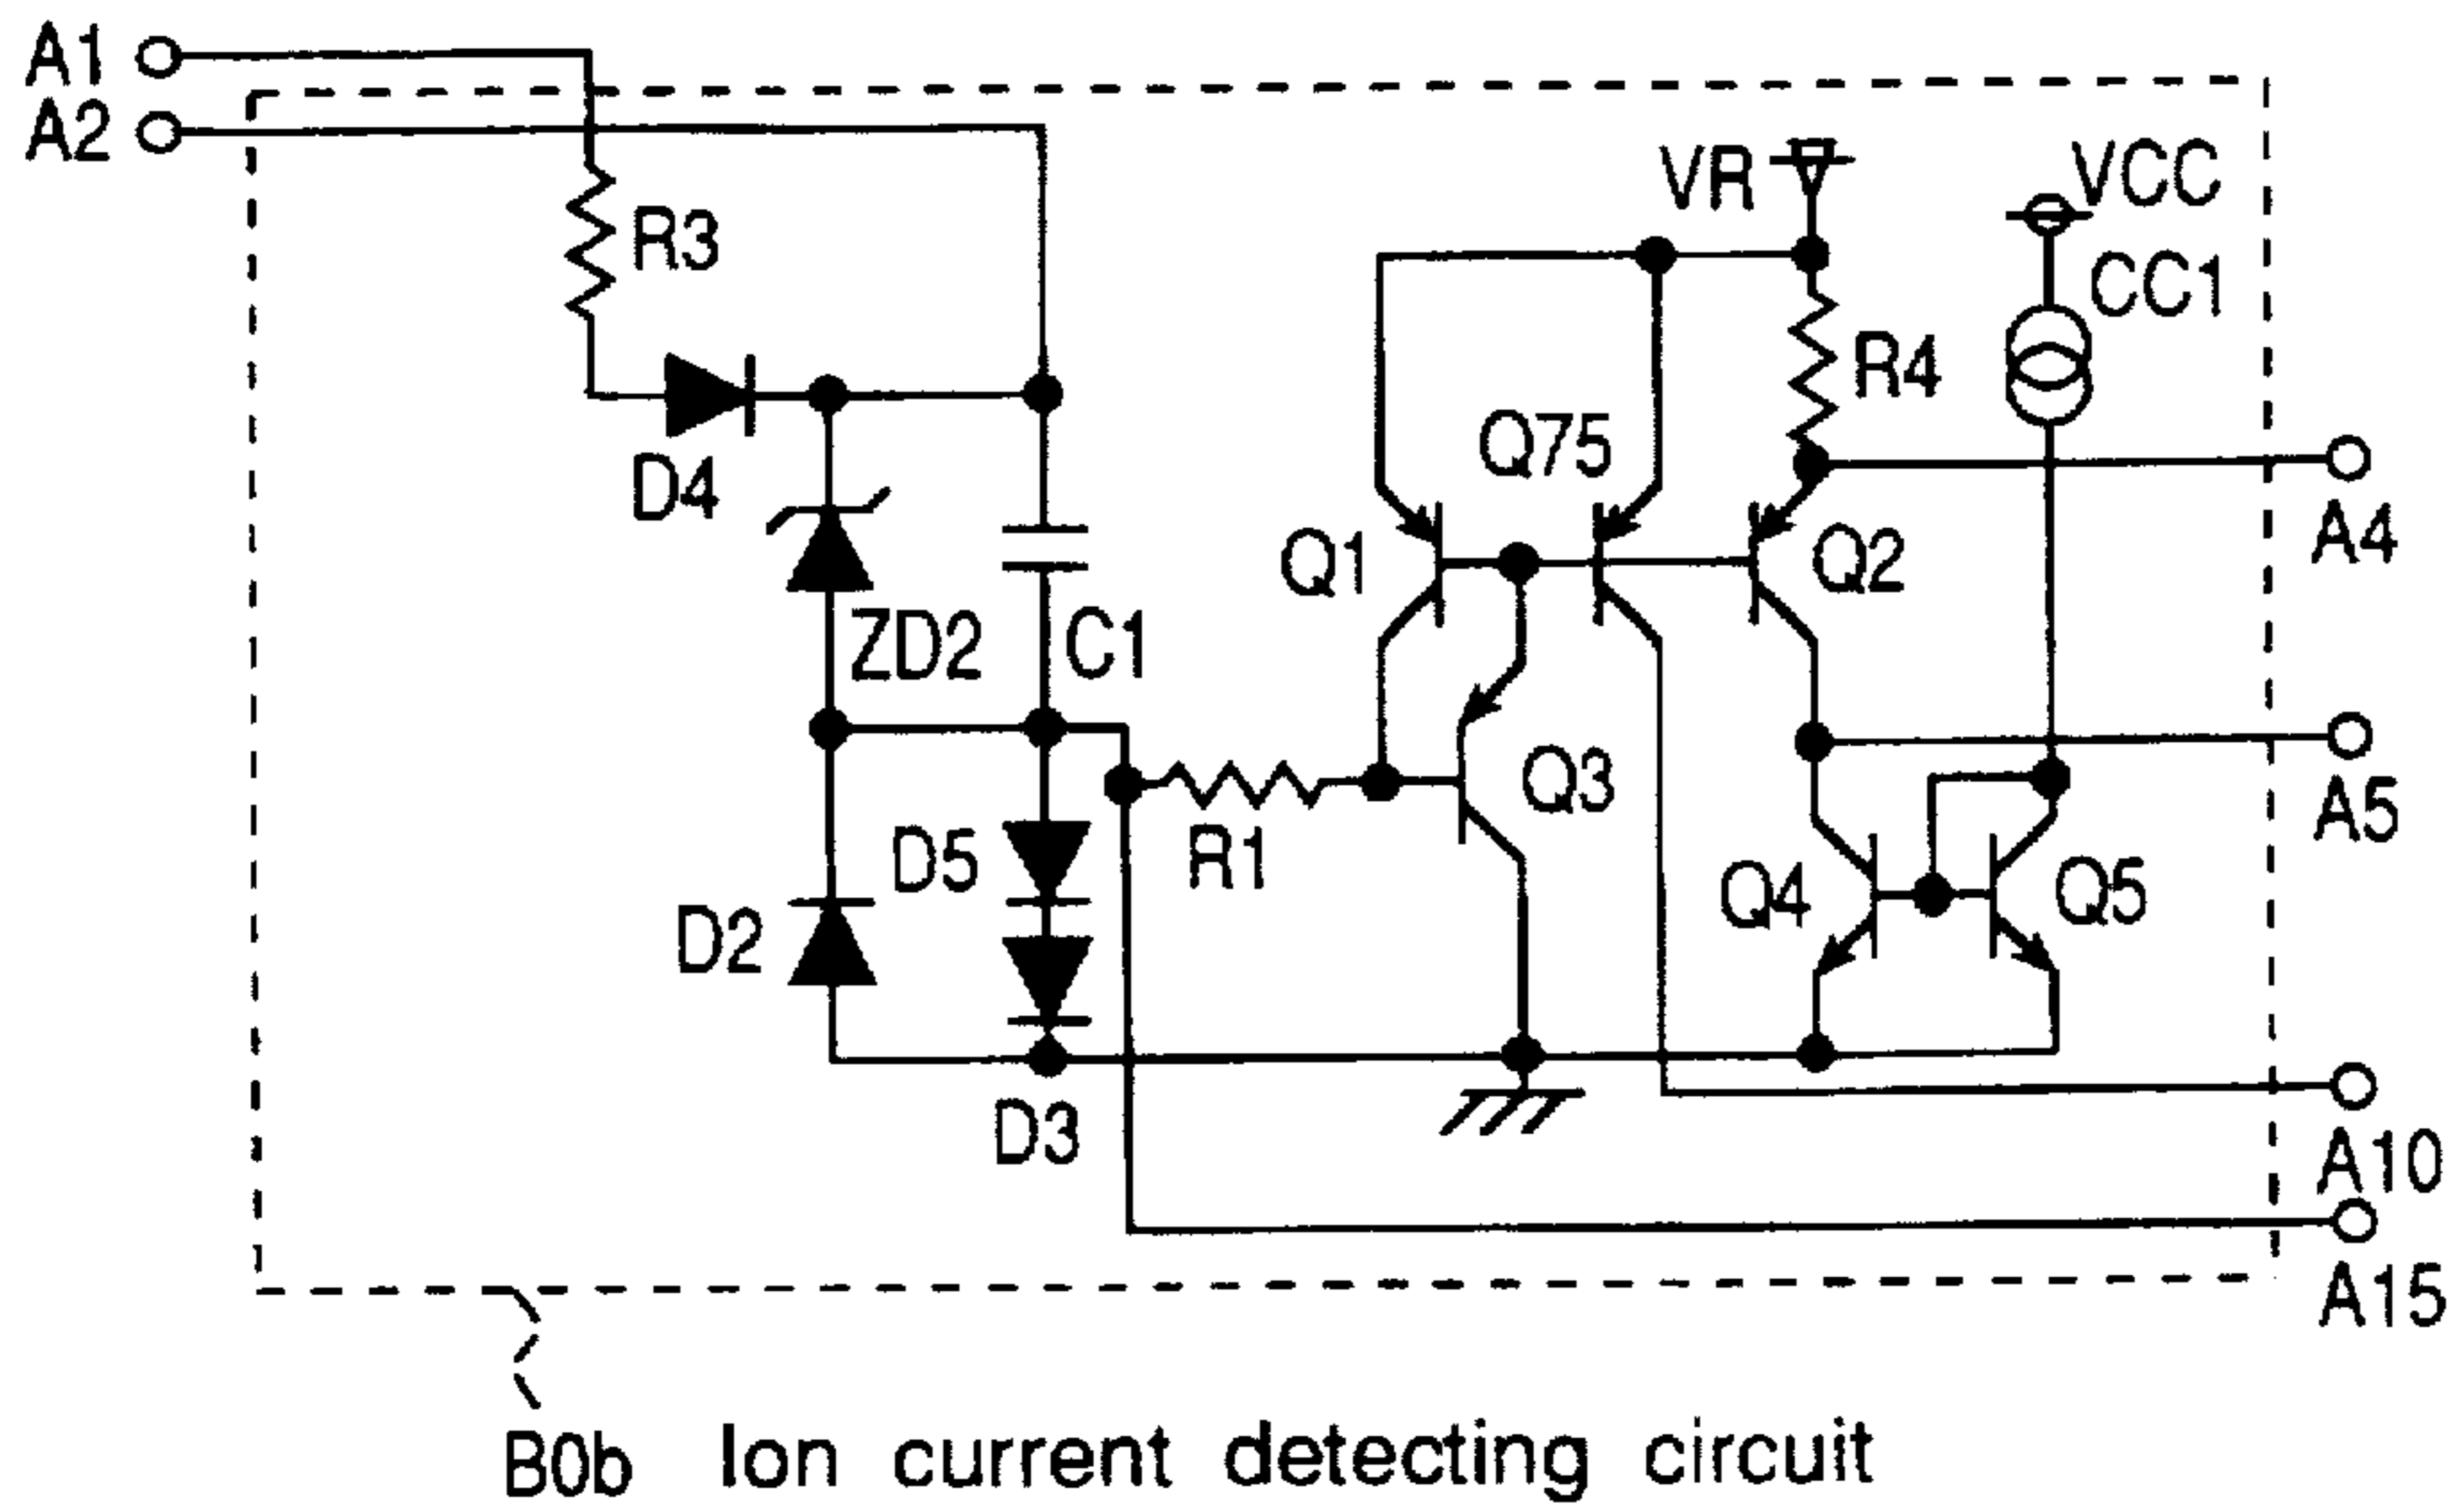 A1
A2
VR
VCC
R3
CC1
R4
Q75
D4
A4
Q1
Q2
ZD2
C1
Q3
A5
D5
R1
Q4
Q5
D2
D3
A10
A15
B0b Ion current detecting circuit